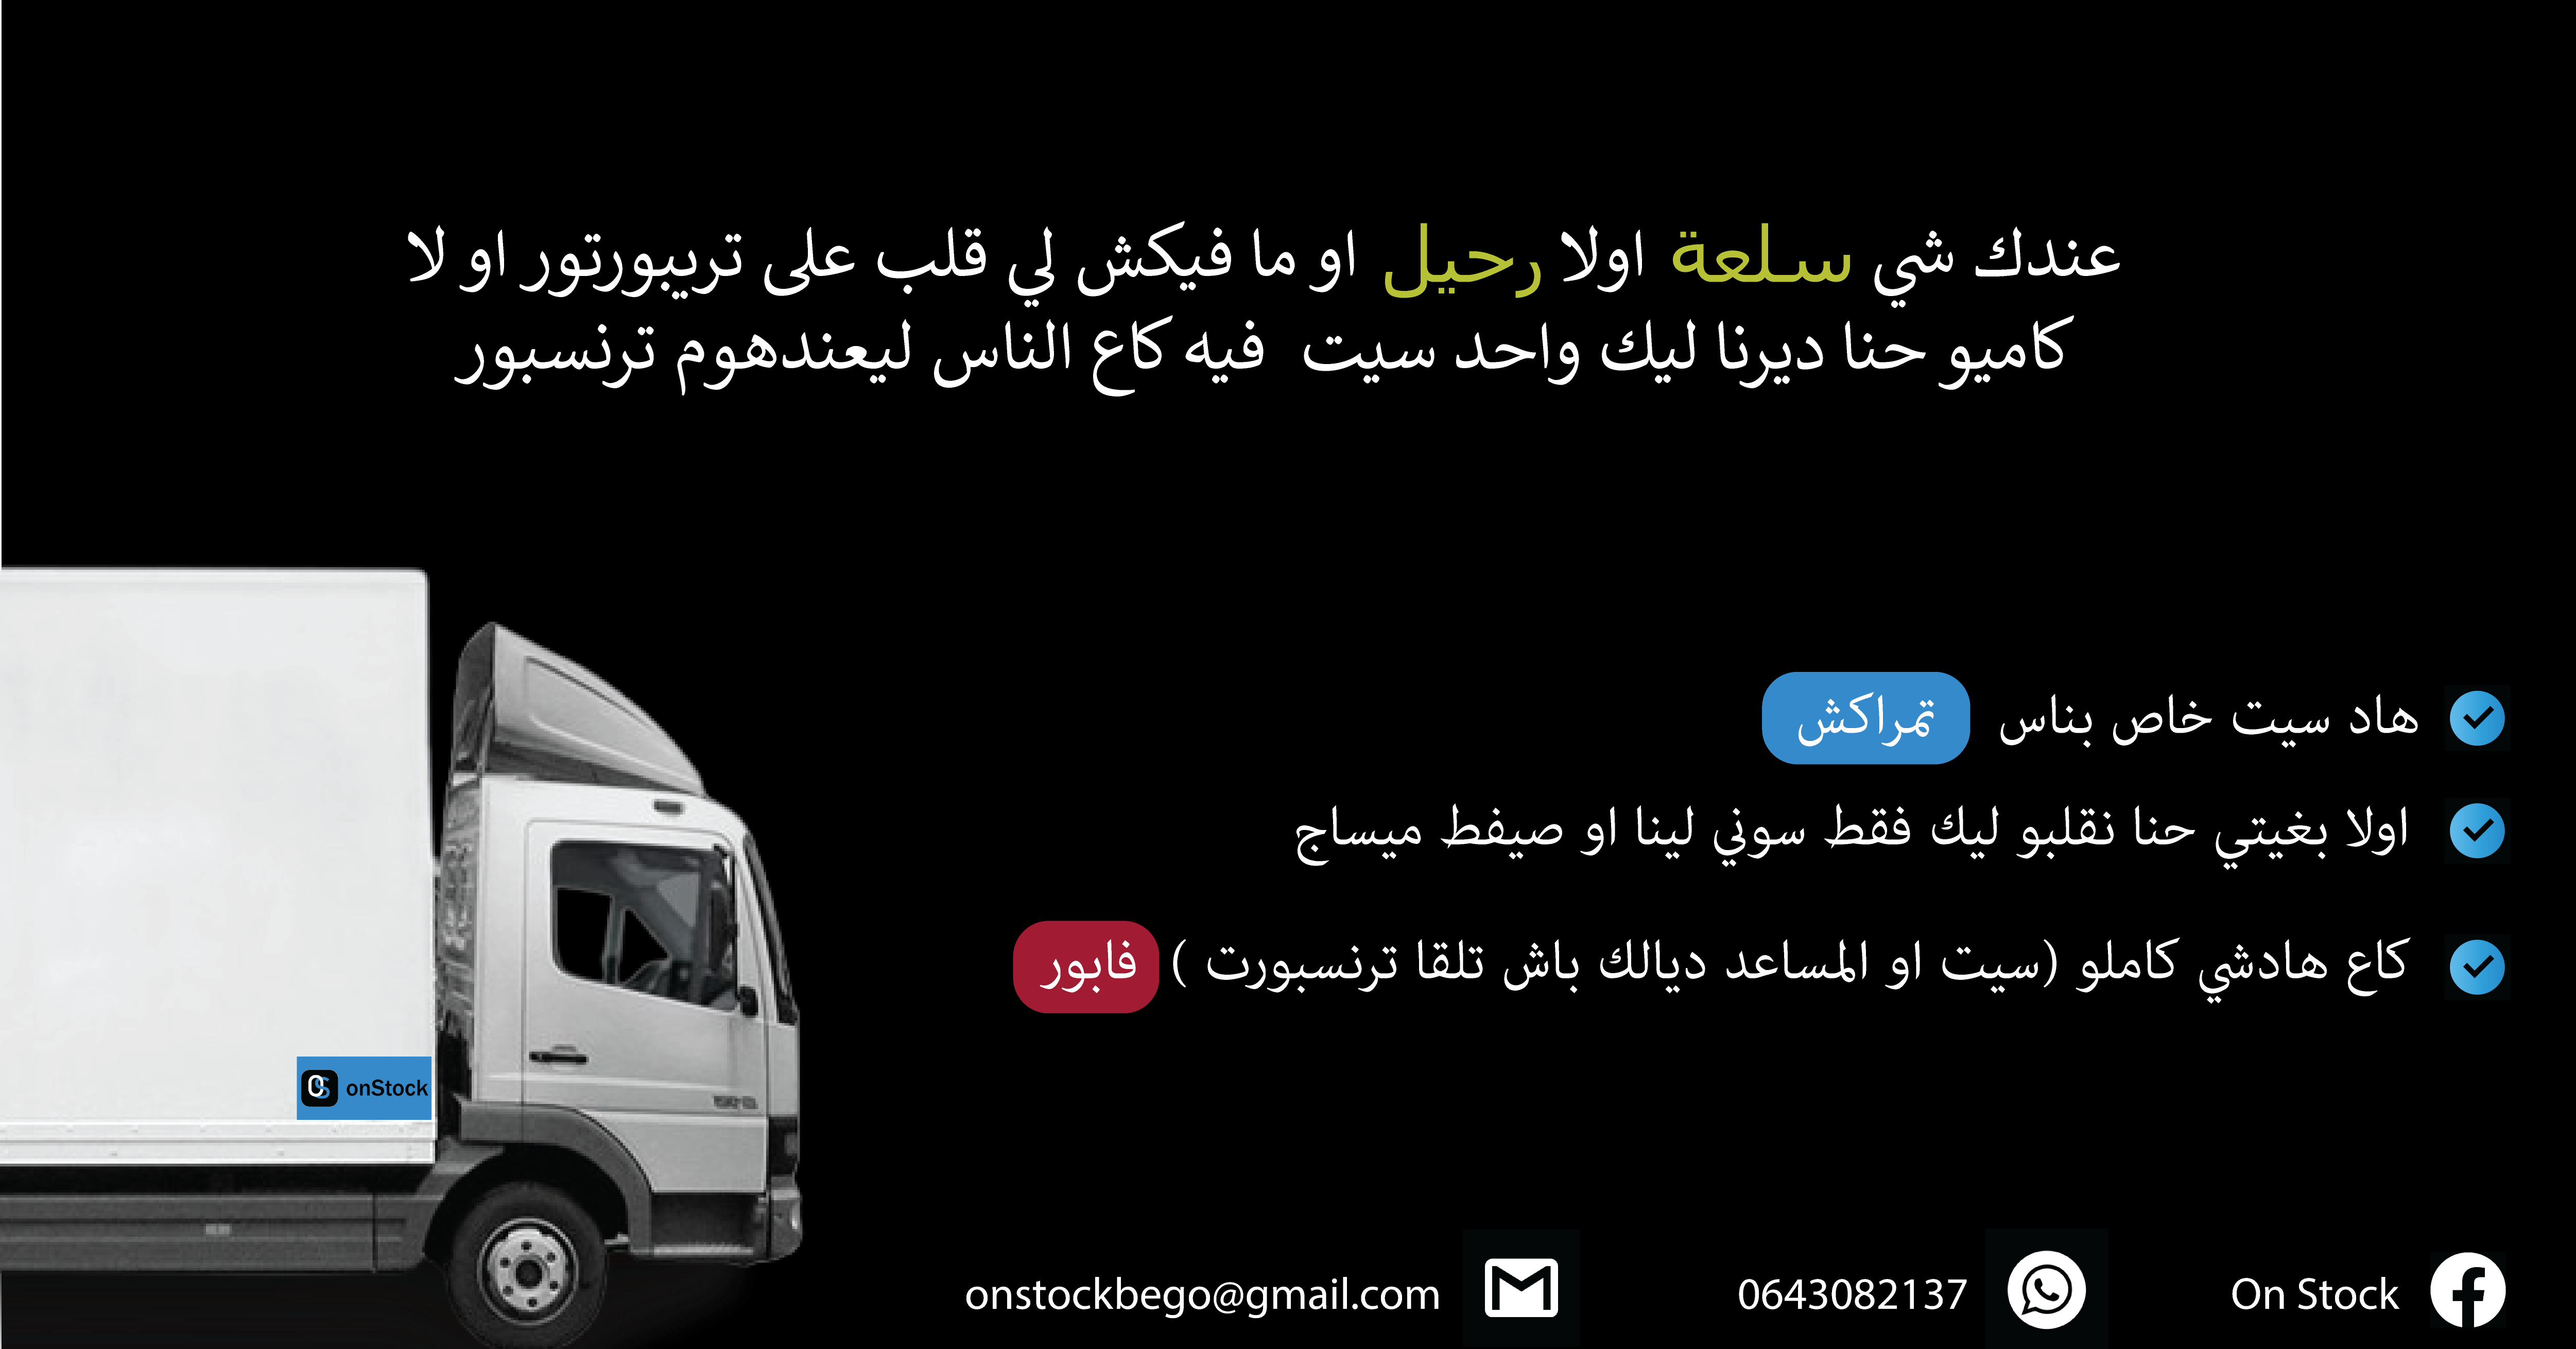 عندك شي سلعة اولا رحيل او ما فيكش لي قلب على تريبورتور او لا
كاميو حنا ديرنا ليك واحد سيت فيه كاع الناس ليعندهوم ترنسبور
هاد سيت خاص بناس تمراكش
اولا بغيتي حنا نقلبو ليك فقط سوني لينا او صيفط ميساج
كاع هادشي كاملو (سيت او المساعد ديالك باش تلقا ترنسبورت ) فابور
onStock
On Stock
0643082137
onstockbego@gmail.com